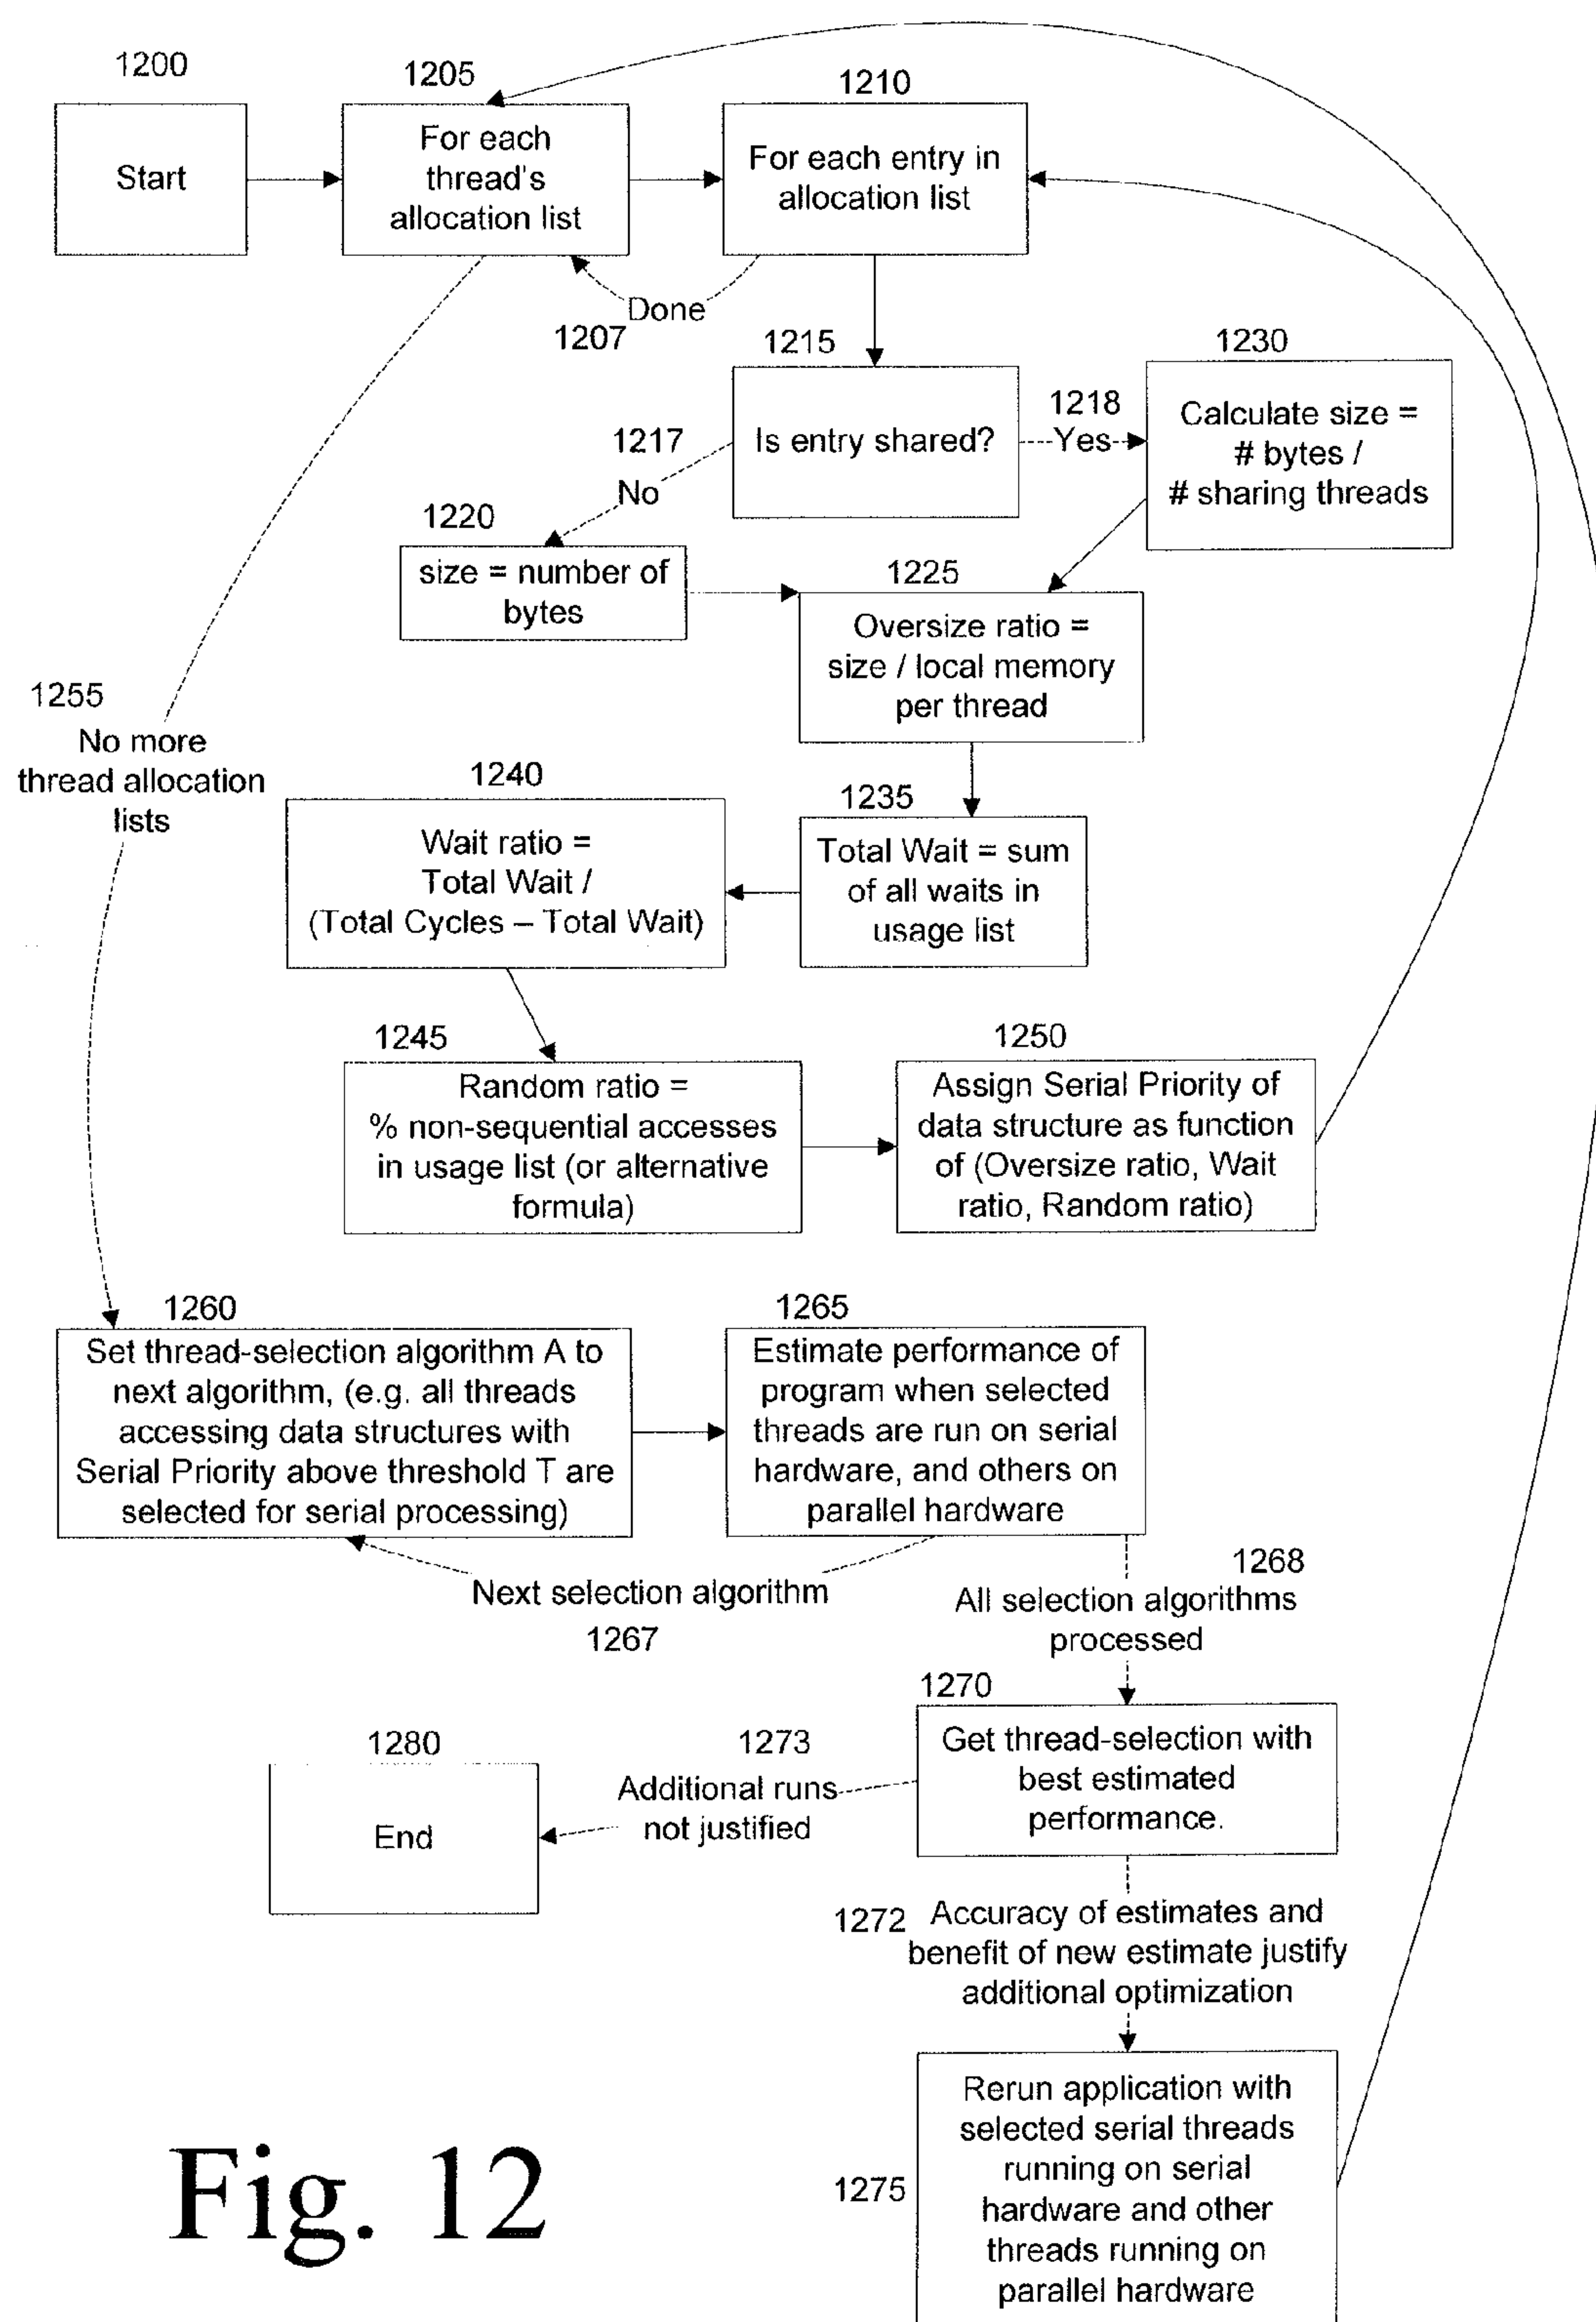 1200
Start
1205
For each
thread's
allocation list
1210
For each entry in
allocation list
Done
1207
1215
Is entry shared?
1218
Yes
1230
Calculate size =
# bytes /
# sharing threads
1217
No
1220
size = number of
bytes
1225
Oversize ratio =
size / local memory
per thread
1255
No more
thread allocation
lists
1240
Wait ratio =
Total Wait /
(Total Cycles – Total Wait)
1235
Total Wait = sum
of all waits in
usage list
1245
Random ratio =
% non-sequential accesses
in usage list (or alternative
formula)
1250
Assign Serial Priority of
data structure as function
of (Oversize ratio, Wait
ratio, Random ratio)
1260
Set thread-selection algorithm A to
next algorithm, (e.g. all threads
accessing data structures with
Serial Priority above threshold T are
selected for serial processing)
1265
Estimate performance of
program when selected
threads are run on serial
hardware, and others on
parallel hardware
Next selection algorithm
1267
1268
All selection algorithms
processed
1270
Get thread-selection with
best estimated
performance.
1273
Additional runs
not justified
1280
End
1272
Accuracy of estimates and
benefit of new estimate justify
additional optimization
1275
Rerun application with
selected serial threads
running on serial
hardware and other
threads running on
parallel hardware
Fig. 12